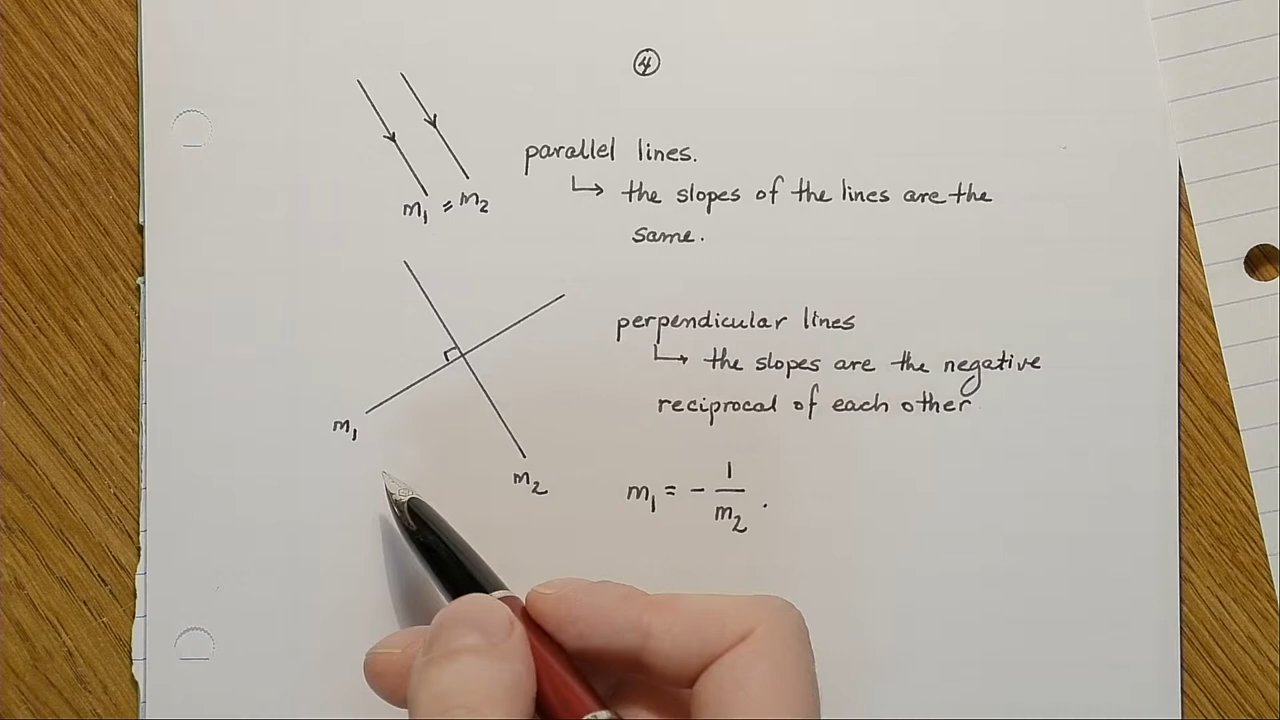 ④
parallel lines.
↳ the slopes of the lines are the
same.
m₁ = m₂
perpendicular lines
↳ the slopes are the negative
reciprocal of each other
m₁
m₂
m₁ = - 1/m₂ .